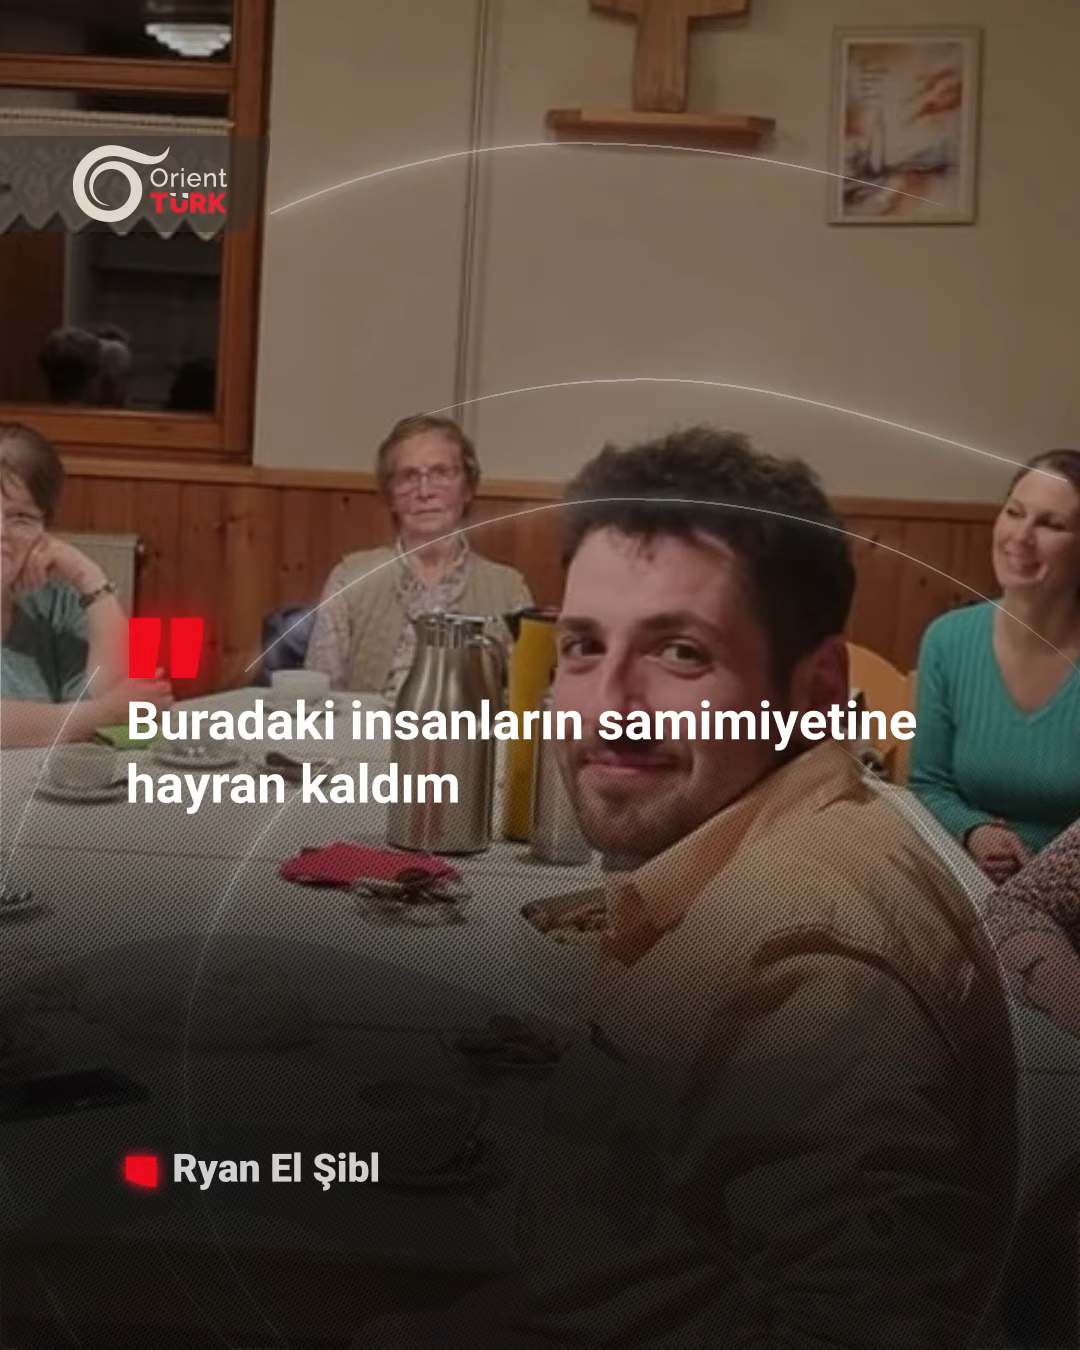 Orient
TÜRK
"
Buradaki insanların samimiyetine
hayran kaldım
Ryan El Şibl